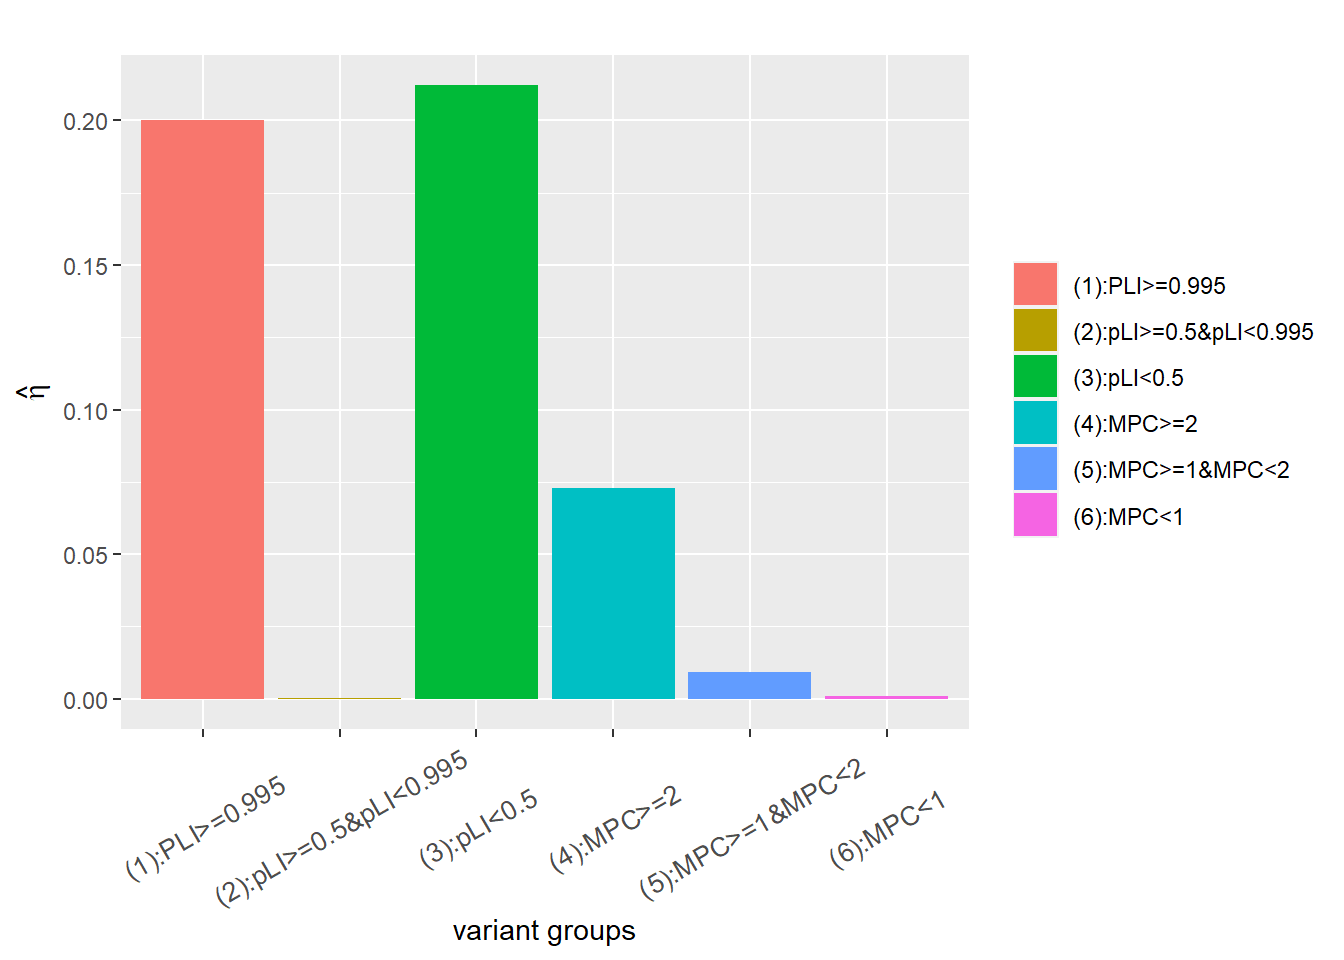 0.20
0.15
0.10
0.05
0.00
η̂
(1):PLI>=0.995
(2):pLI>=0.5&pLI<0.995
(3):pLI<0.5
(4):MPC>=2
(5):MPC>=1&MPC<2
(6):MPC<1
variant groups
(1):PLI>=0.995
(2):pLI>=0.5&pLI<0.995
(3):pLI<0.5
(4):MPC>=2
(5):MPC>=1&MPC<2
(6):MPC<1